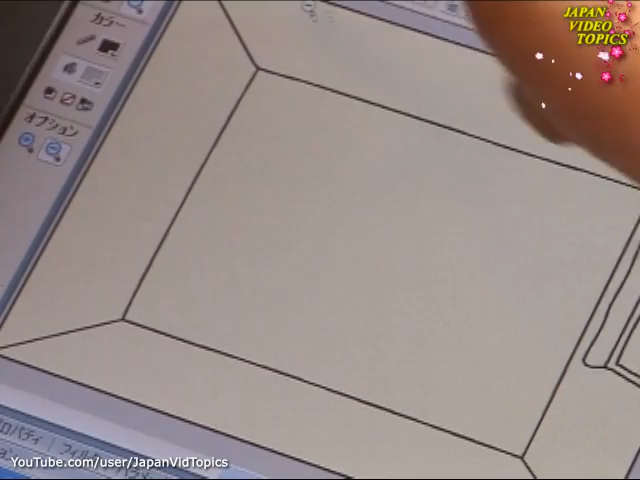 カラー
JAPAN
VIDEO
TOPICS
オプション
YouTube.com/user/JapanVidTopics